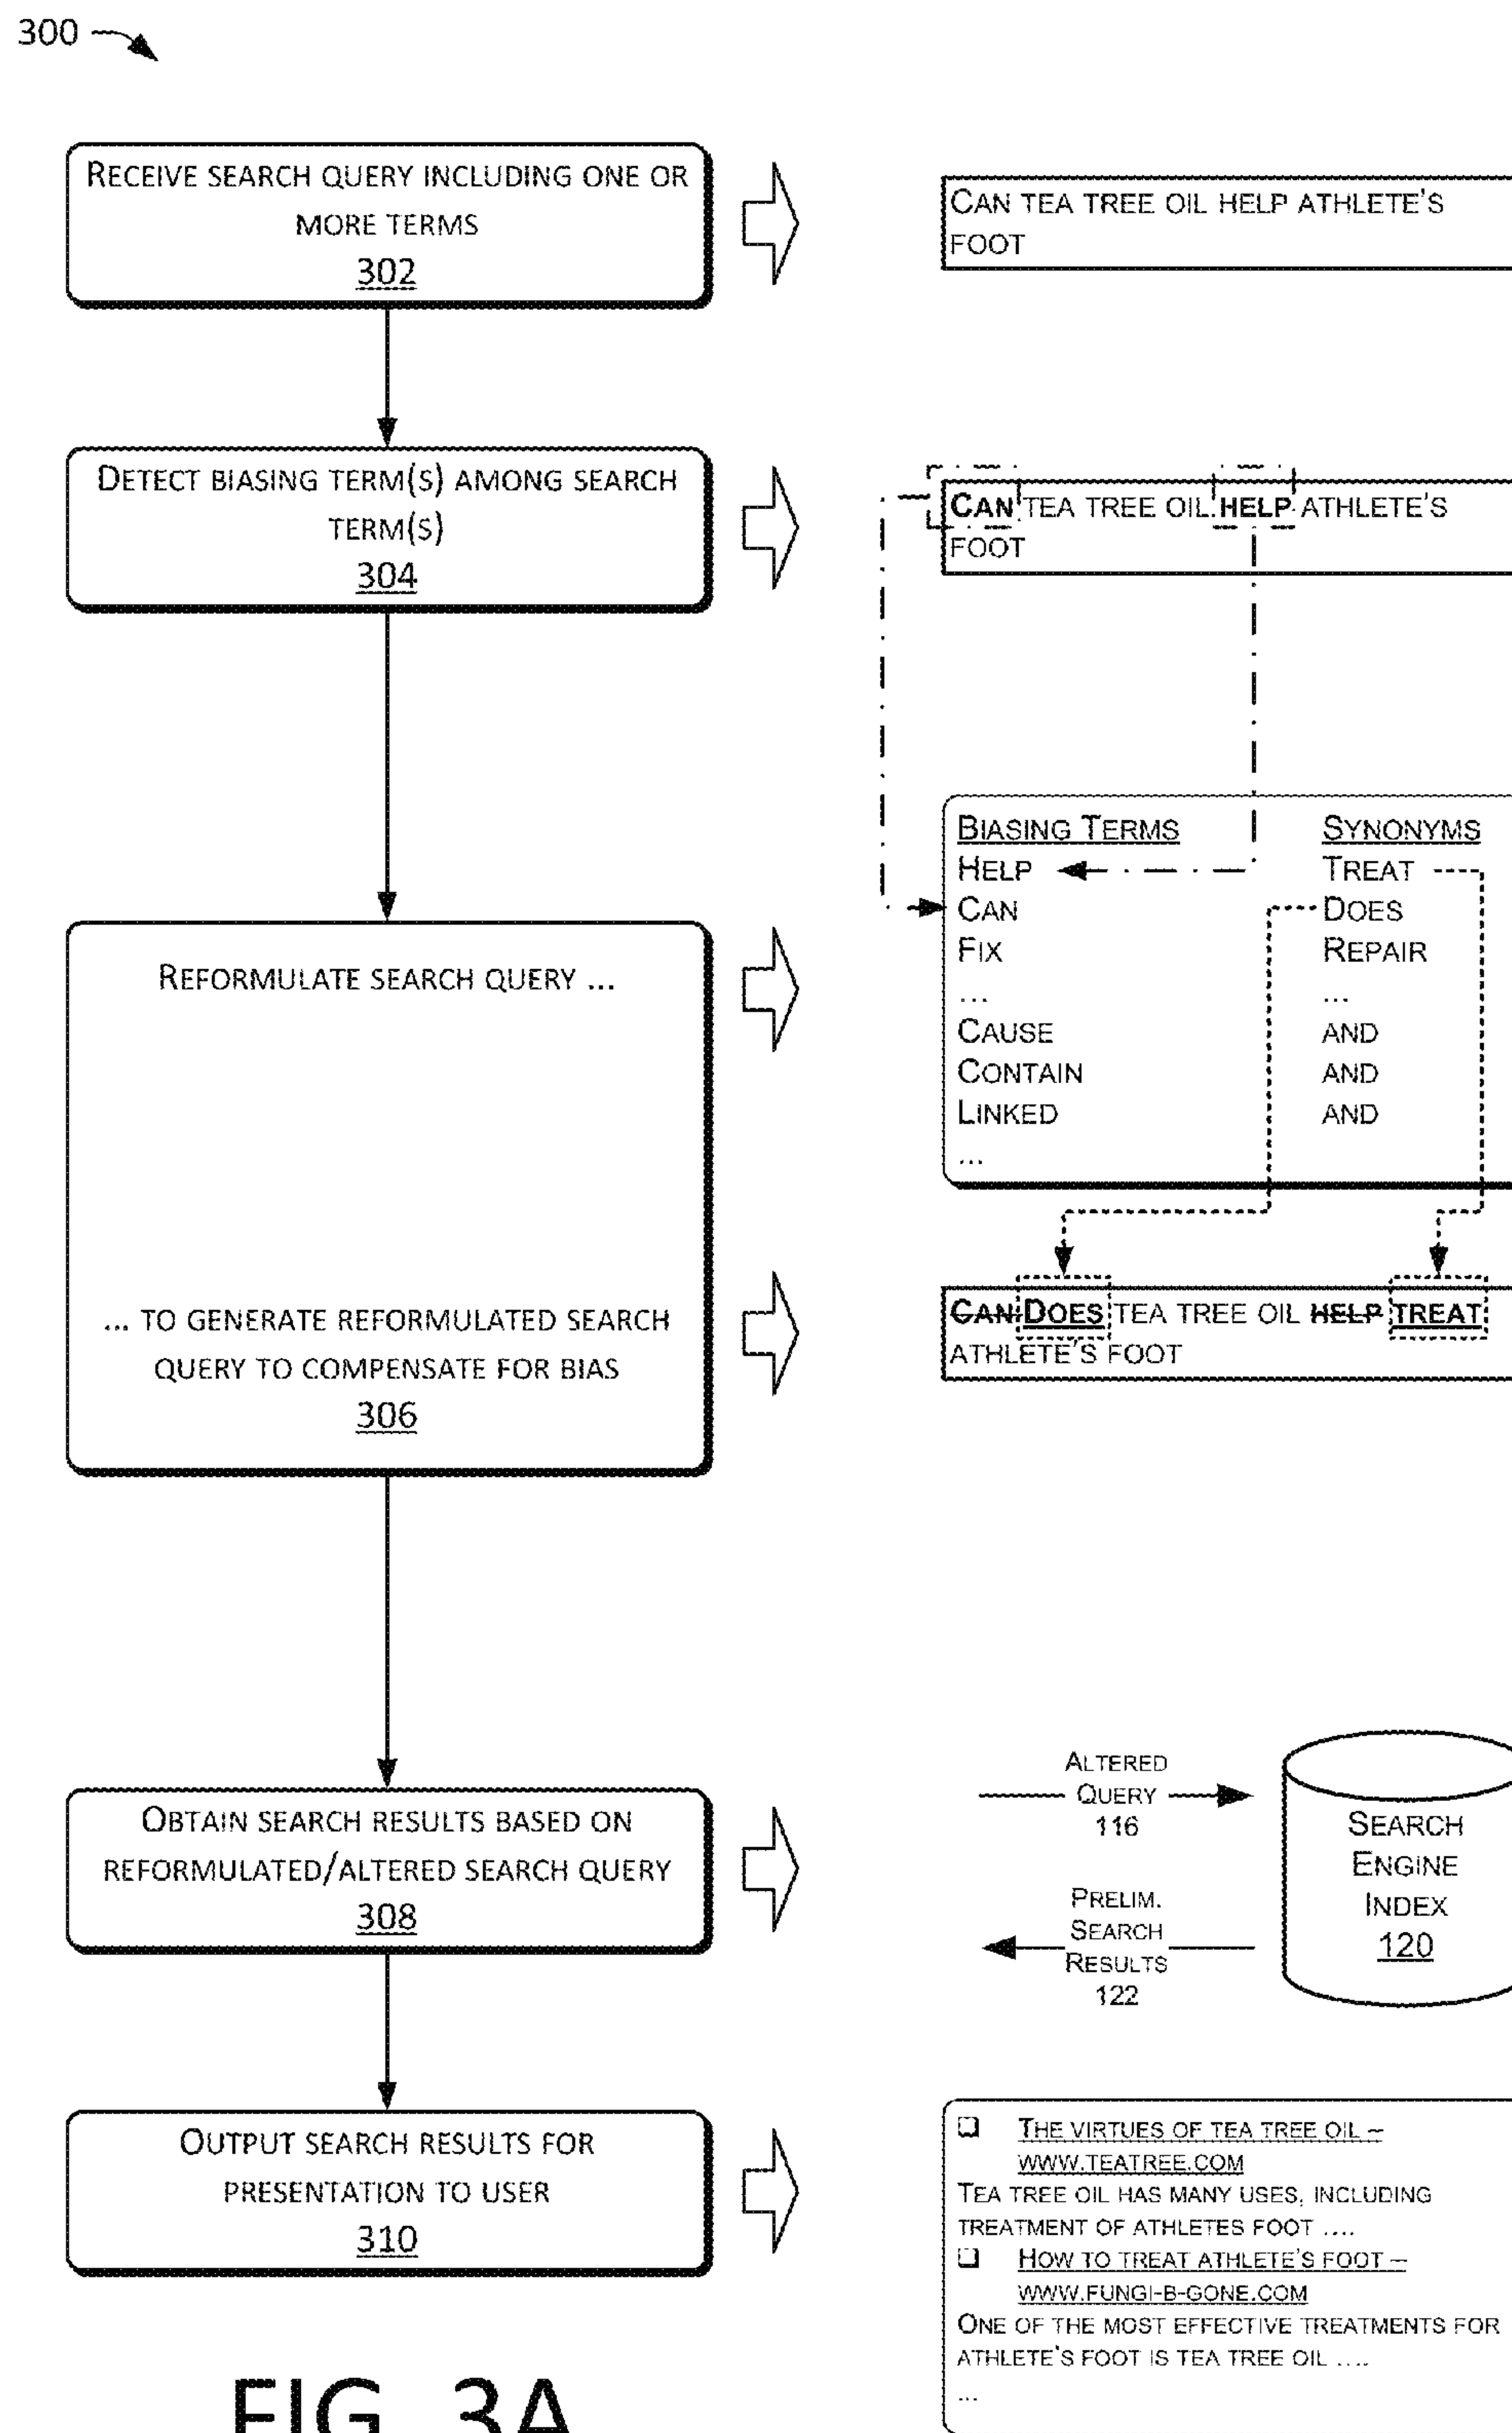 300
RECEIVE SEARCH QUERY INCLUDING ONE OR
MORE TERMS
302
CAN TEA TREE OIL HELP ATHLETE'S
FOOT
DETECT BIASING TERM(S) AMONG SEARCH
TERM(S)
304
CAN TEA TREE OIL HELP ATHLETE'S
FOOT
REFORMULATE SEARCH QUERY ...
BIASING TERMS SYNONYMS
HELP TREAT
CAN DOES
FIX REPAIR
... ...
CAUSE AND
CONTAIN AND
LINKED AND
...
... TO GENERATE REFORMULATED SEARCH
QUERY TO COMPENSATE FOR BIAS
306
CAN DOES TEA TREE OIL HELP TREAT
ATHLETE'S FOOT
OBTAIN SEARCH RESULTS BASED ON
REFORMULATED/ALTERED SEARCH QUERY
308
ALTERED
QUERY
116
PRELIM.
SEARCH
RESULTS
122
SEARCH
ENGINE
INDEX
120
OUTPUT SEARCH RESULTS FOR
PRESENTATION TO USER
310
THE VIRTUES OF TEA TREE OIL –
WWW.TEATREE.COM
TEA TREE OIL HAS MANY USES, INCLUDING
TREATMENT OF ATHLETES FOOT ....
HOW TO TREAT ATHLETE'S FOOT –
WWW.FUNGI-B-GONE.COM
ONE OF THE MOST EFFECTIVE TREATMENTS FOR
ATHLETE'S FOOT IS TEA TREE OIL ....
...
FIG. 3A